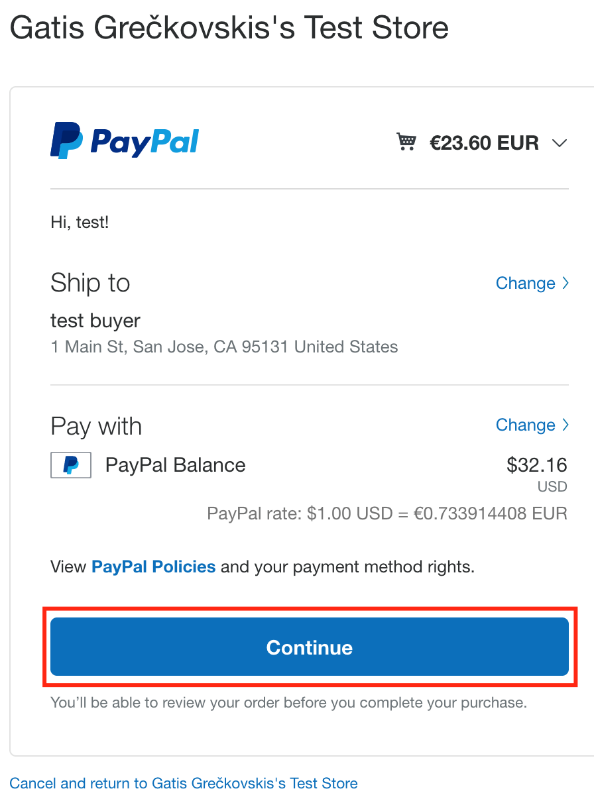 Gatis Grečkovskis's Test Store
PayPal €23.60 EUR
Hi, test!
Ship to Change
test buyer
1 Main St, San Jose, CA 95131 United States
Pay with Change
PayPal Balance $32.16
USD
PayPal rate: $1.00 USD = €0.733914408 EUR
View PayPal Policies and your payment method rights.
Continue
You’ll be able to review your order before you complete your purchase.
Cancel and return to Gatis Grečkovskis's Test Store